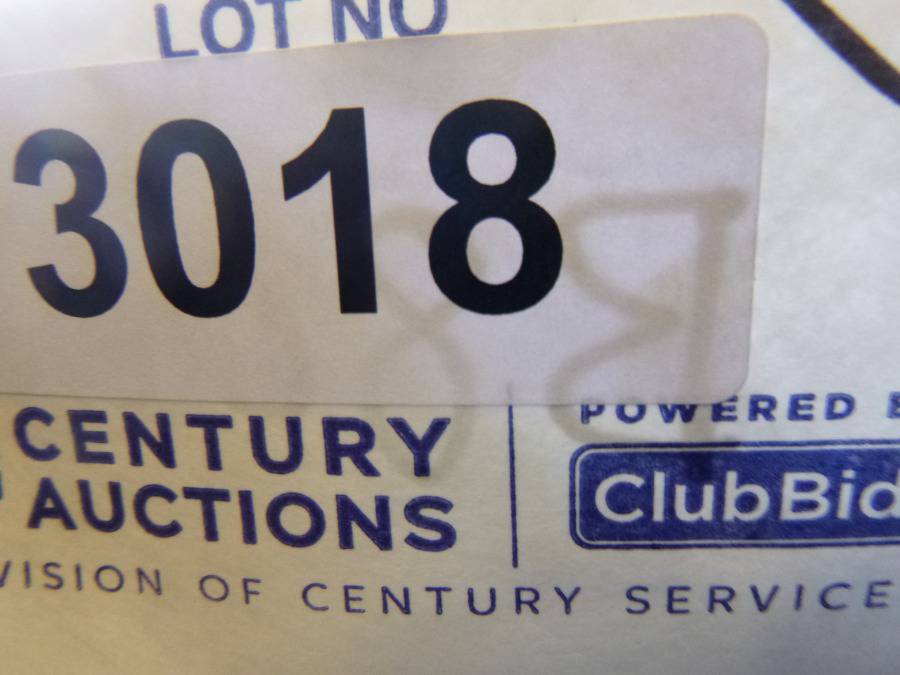 LOT NO
3018
CENTURY
AUCTIONS
POWERED
ClubBid
VISION OF CENTURY SERVICE